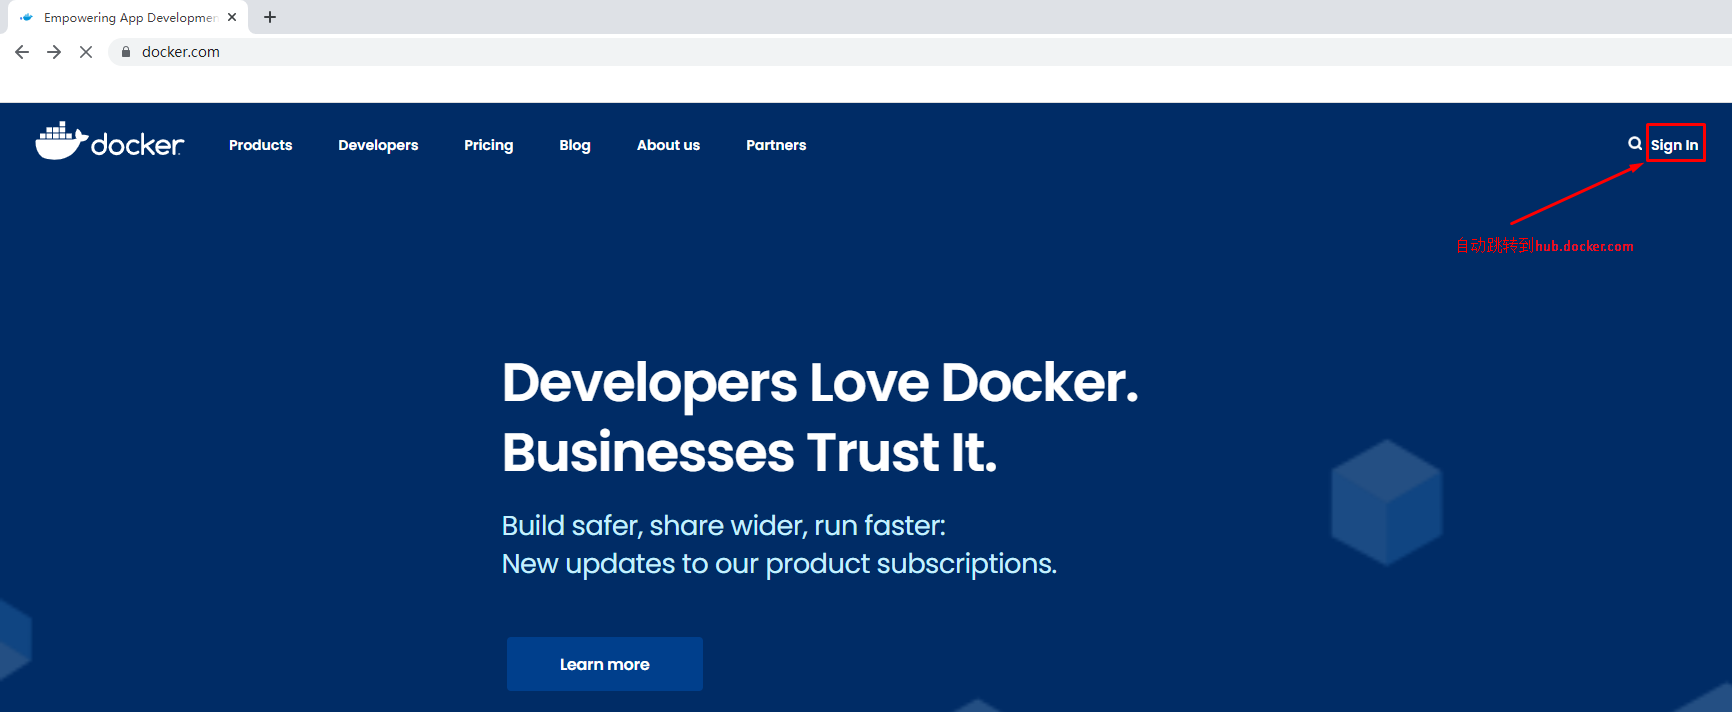 Empowering App Developmen
docker.com
docker
Products
Developers
Pricing
Blog
About us
Partners
Sign In
自动跳转到hub.docker.com
Developers Love Docker.
Businesses Trust It.
Build safer, share wider, run faster:
New updates to our product subscriptions.
Learn more